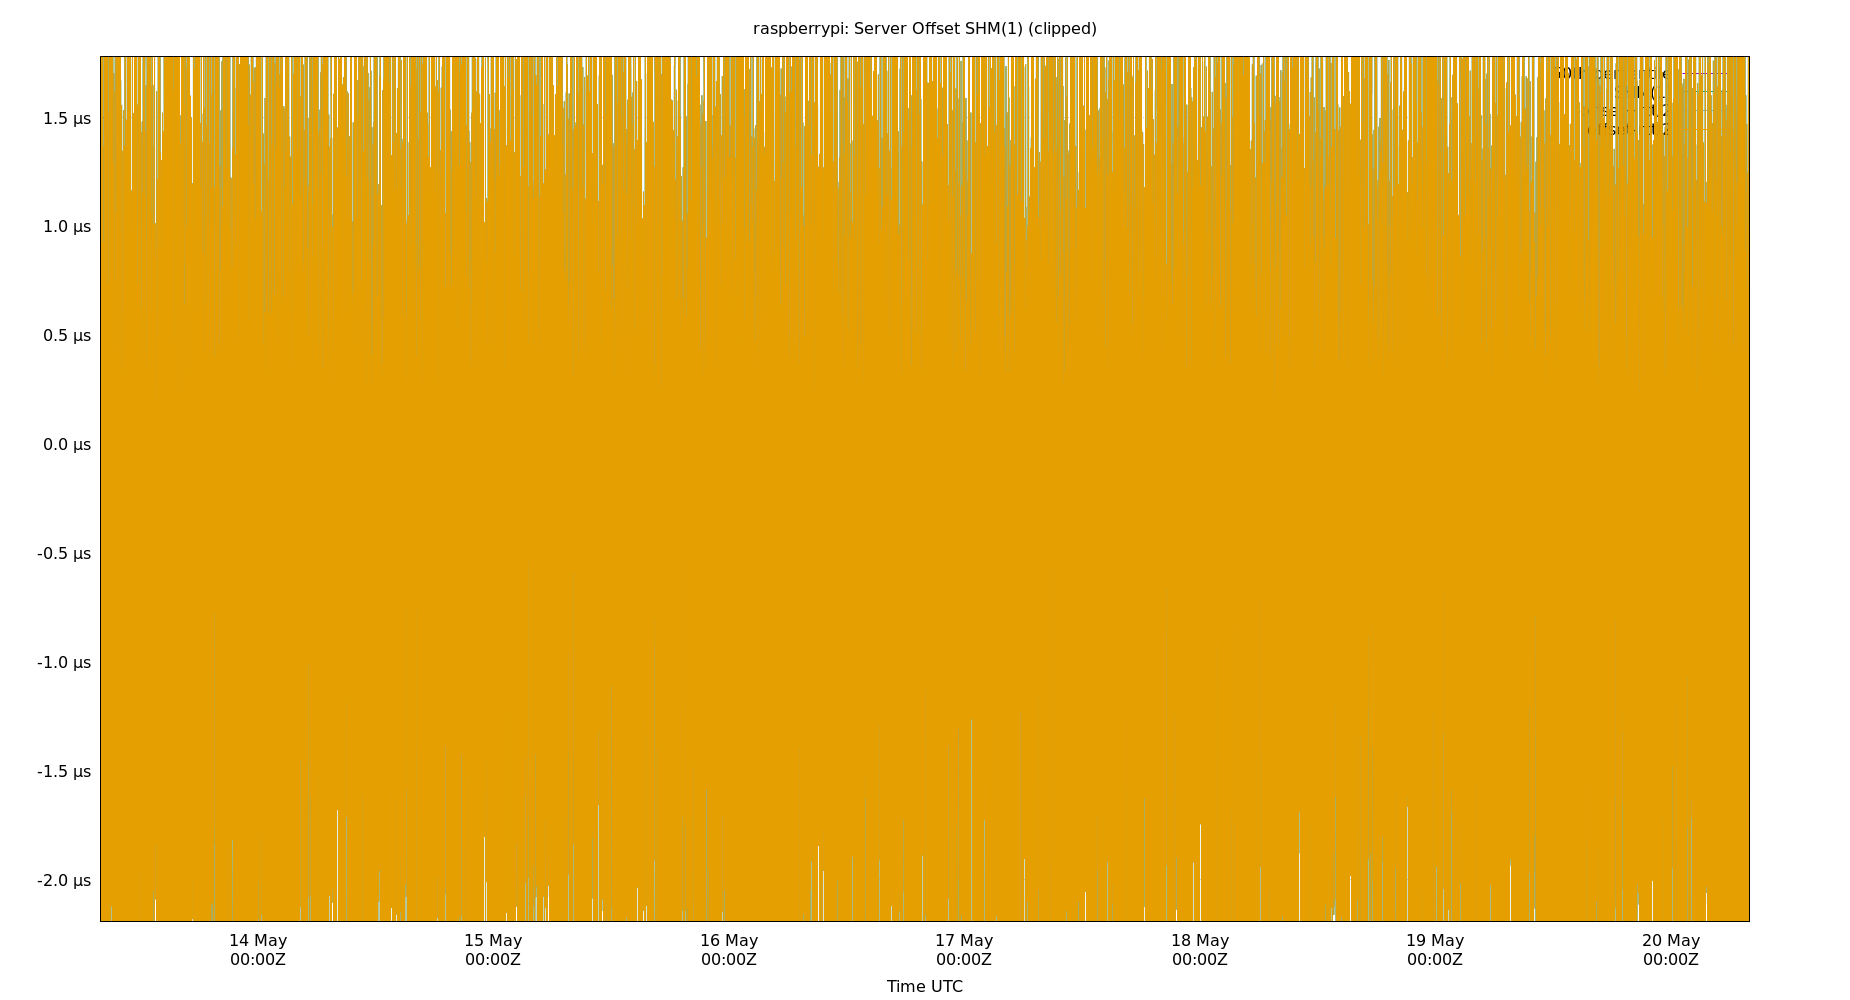 raspberrypi: Server Offset SHM(1) (clipped)
1.5 µs
1.0 µs
0.5 µs
0.0 µs
-0.5 µs
-1.0 µs
-1.5 µs
-2.0 µs
14 May 15 May 16 May 17 May 18 May 19 May 20 May
00:00Z 00:00Z 00:00Z 00:00Z 00:00Z 00:00Z 00:00Z
Time UTC